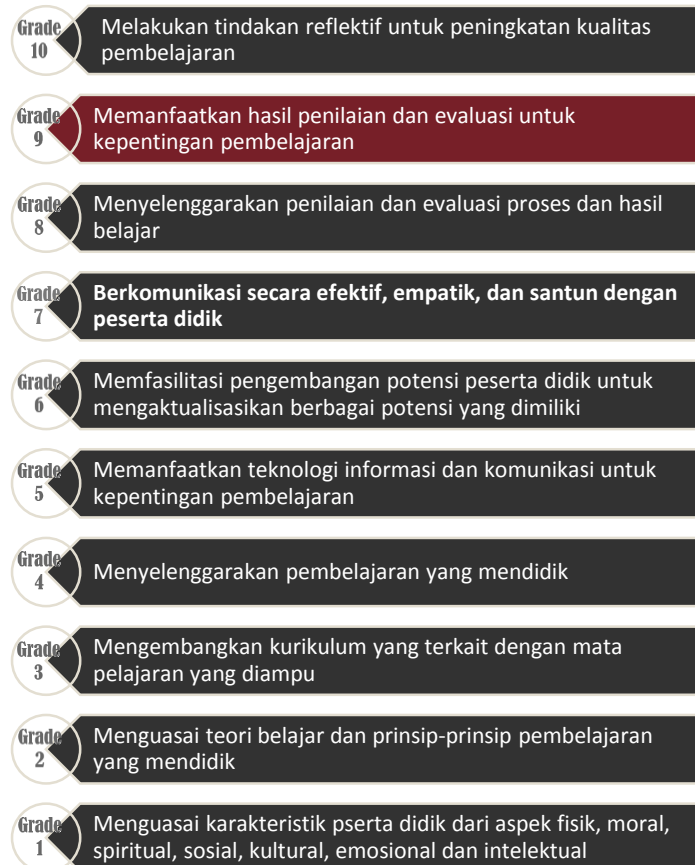 Grade
10
Melakukan tindakan reflektif untuk peningkatan kualitas
pembelajaran
Grade
9
Memanfaatkan hasil penilaian dan evaluasi untuk
kepentingan pembelajaran
Grade
8
Menyelenggarakan penilaian dan evaluasi proses dan hasil
belajar
Grade
7
Berkomunikasi secara efektif, empatik, dan santun dengan
peserta didik
Grade
6
Memfasilitasi pengembangan potensi peserta didik untuk
mengaktualisasikan berbagai potensi yang dimiliki
Grade
5
Memanfaatkan teknologi informasi dan komunikasi untuk
kepentingan pembelajaran
Grade
4
Menyelenggarakan pembelajaran yang mendidik
Grade
3
Mengembangkan kurikulum yang terkait dengan mata
pelajaran yang diampu
Grade
2
Menguasai teori belajar dan prinsip-prinsip pembelajaran
yang mendidik
Grade
1
Menguasai karakteristik pserta didik dari aspek fisik, moral,
spiritual, sosial, kultural, emosional dan intelektual